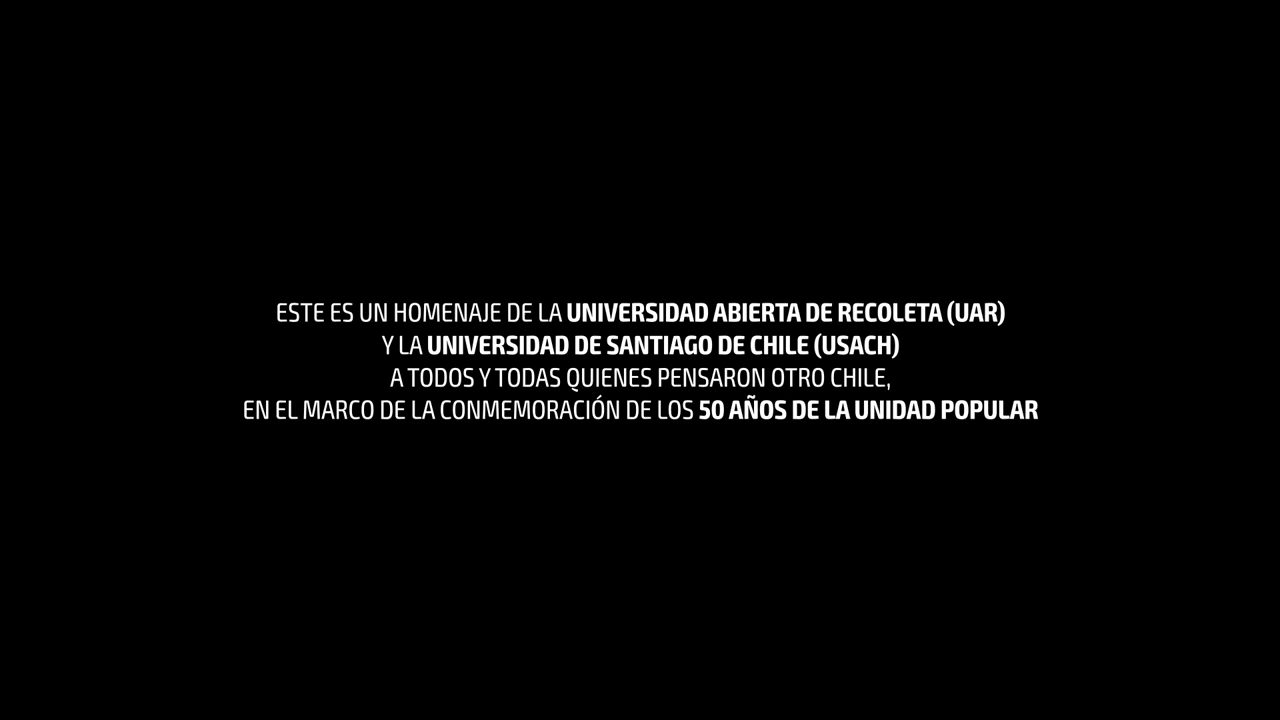 ESTE ES UN HOMENAJE DE LA UNIVERSIDAD ABIERTA DE RECOLETA (UAR)
Y LA UNIVERSIDAD DE SANTIAGO DE CHILE (USACH)
A TODOS Y TODAS QUIENES PENSARON OTRO CHILE,
EN EL MARCO DE LA CONMEMORACIÓN DE LOS 50 AÑOS DE LA UNIDAD POPULAR